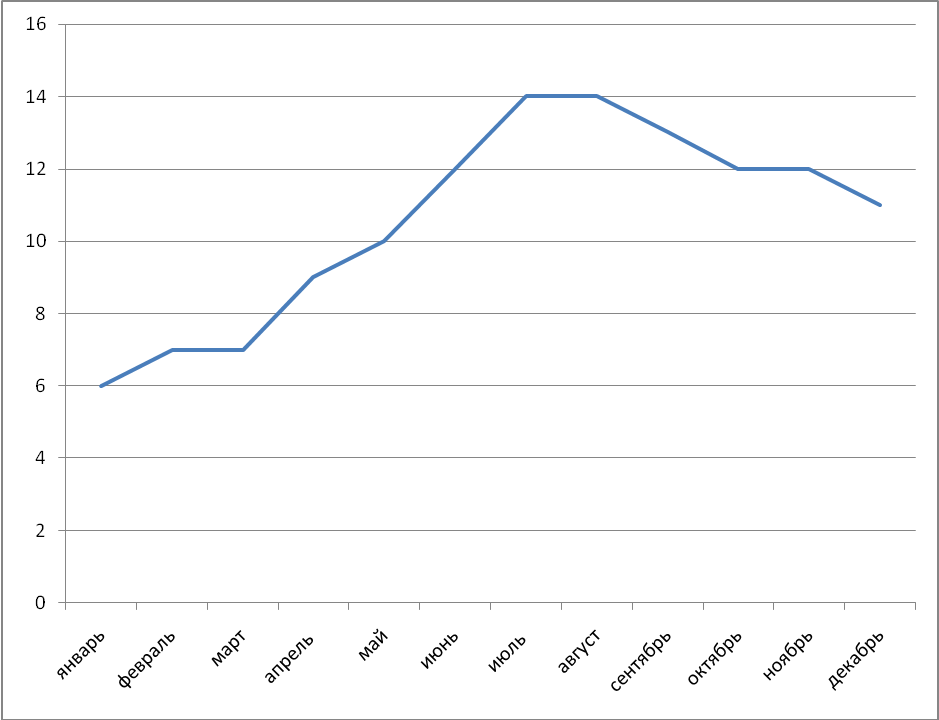 16
14
12
10
8
6
4
2
0
январь
февраль
март
апрель
май
июнь
июль
август
сентябрь
октябрь
ноябрь
декабрь